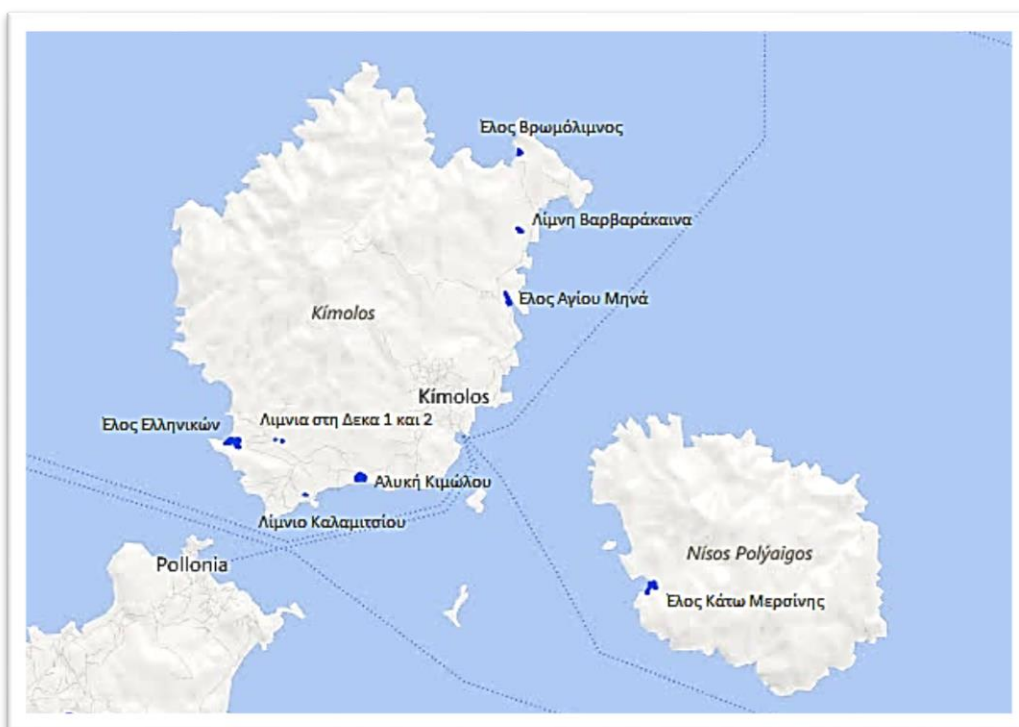 Έλος Βρωμόλιμνος
Λίμνη Βαρβαράκαινα
Έλος Αγίου Μηνά
Kímolos
Kímolos
Έλος Ελληνικών
Λιμνια στη Δεκα 1 και 2
Αλυκή Κιμώλου
Λίμνιο Καλαμιτσίου
Pollonia
Nísos Polýaigos
Έλος Κάτω Μερσίνης